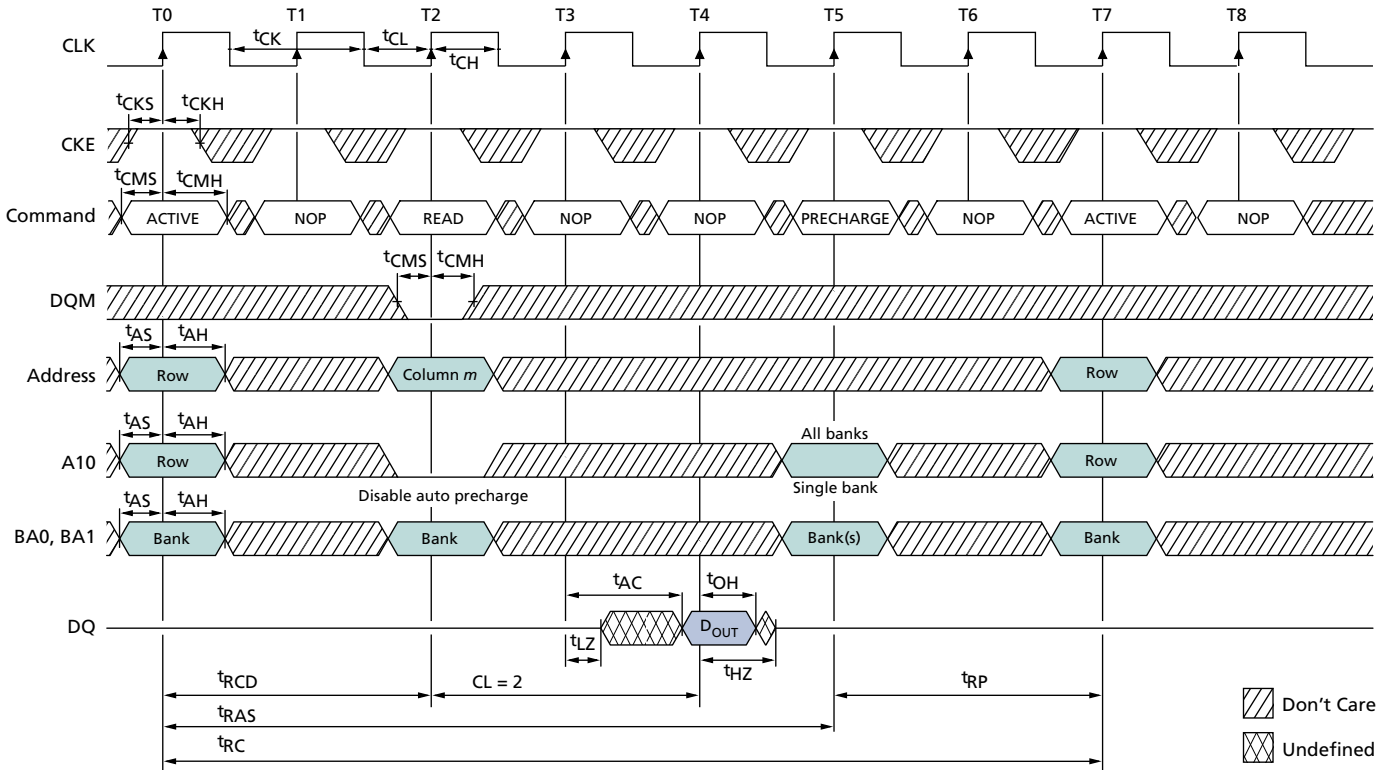 T0 T1 T2 T3 T4 T5 T6 T7 T8
CLK
tCK tCL
tCH
tCKS tCKH
CKE
tCMS tCMH
Command ACTIVE NOP READ NOP NOP PRECHARGE NOP ACTIVE NOP
tCMS tCMH
DQM
tAS tAH
Address Row Column m Row
tAS tAH
All banks
A10 Row Row
Disable auto precharge Single bank
tAS tAH
BA0, BA1 Bank Bank Bank(s) Bank
tAC tOH
DQ DOUT
tLZ tHZ
tRCD CL = 2 tRP
tRAS
tRC
Don't Care
Undefined